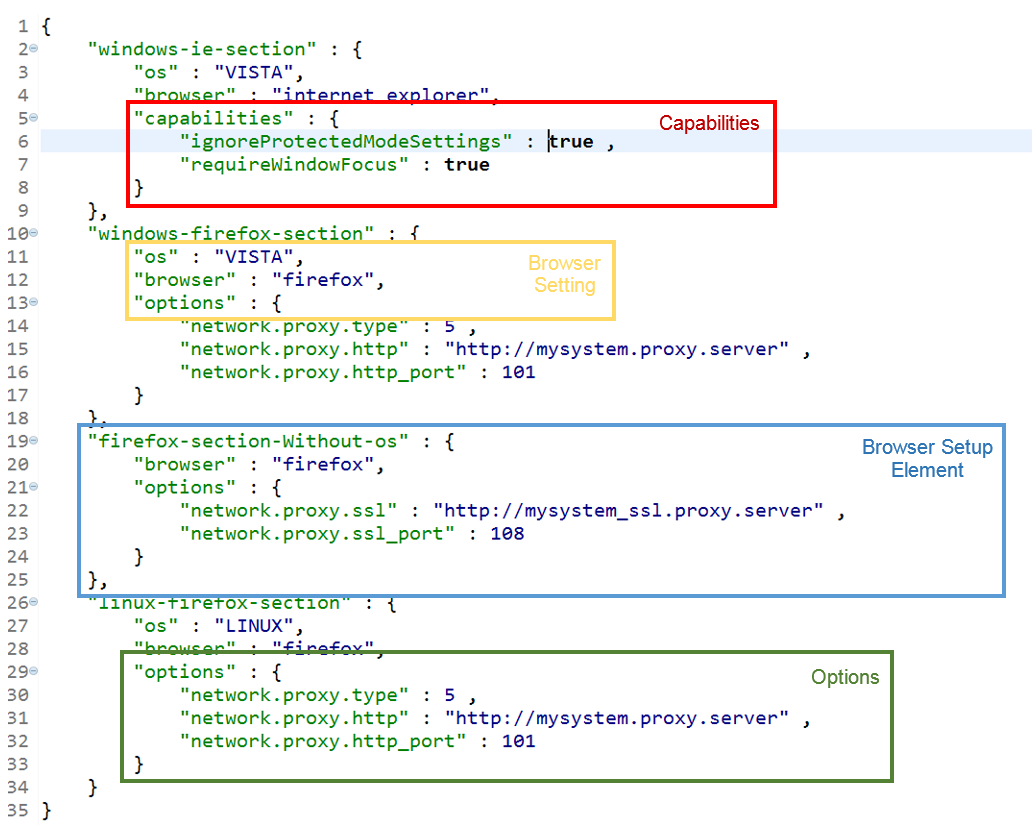 1 {
2 "windows-ie-section" : {
3 "os" : "VISTA",
4 "browser" : "internet explorer",
5 "capabilities" : {
Capabilities
6 "ignoreProtectedModeSettings" : true ,
7 "requireWindowFocus" : true
8 }
9 },
10 "windows-firefox-section" : {
11 "os" : "VISTA",
Browser
12 "browser" : "firefox",
Setting
13 "options" : {
14 "network.proxy.type" : 5 ,
15 "network.proxy.http" : "http://mysystem.proxy.server" ,
16 "network.proxy.http_port" : 101
17 }
18 },
19 "firefox-section-Without-os" : {
Browser Setup
20 "browser" : "firefox",
Element
21 "options" : {
22 "network.proxy.ssl" : "http://mysystem_ssl.proxy.server" ,
23 "network.proxy.ssl_port" : 108
24 }
25 },
26 "linux-firefox-section" : {
27 "os" : "LINUX",
28 "browser" : "firefox",
29 "options" : {
Options
30 "network.proxy.type" : 5 ,
31 "network.proxy.http" : "http://mysystem.proxy.server" ,
32 "network.proxy.http_port" : 101
33 }
34 }
35 }